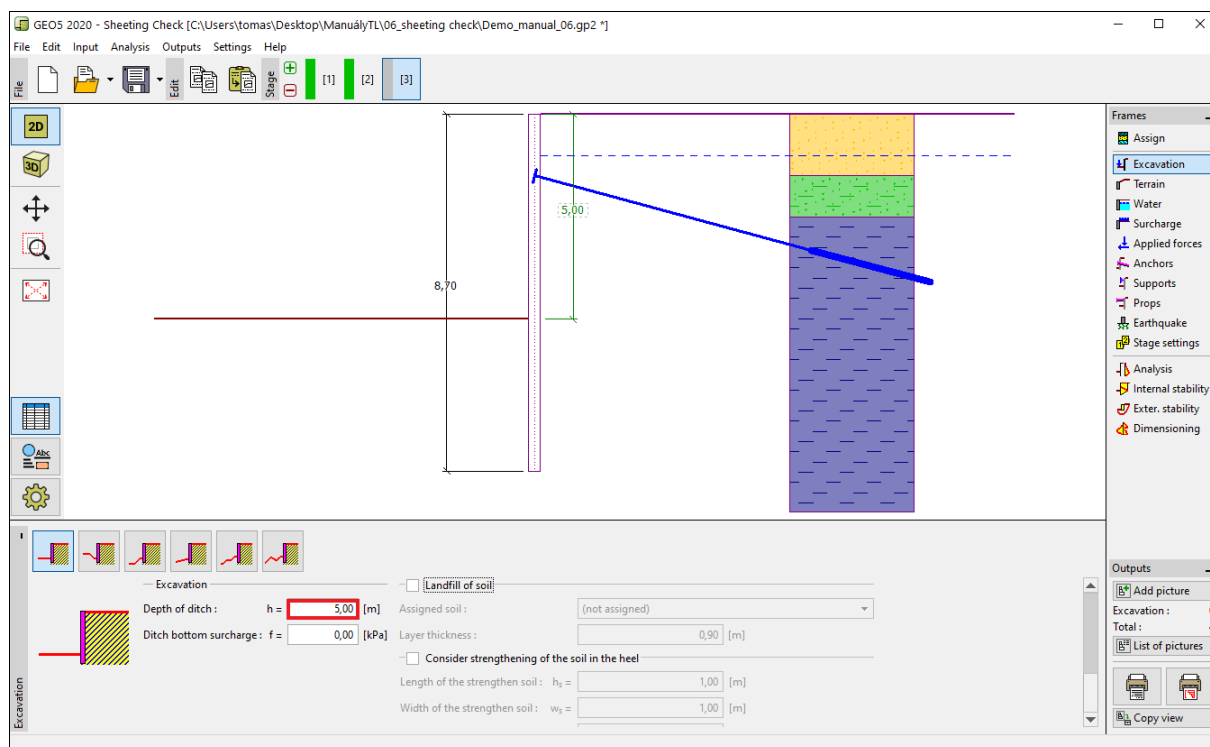 GEO5 2020 - Sheeting Check [C:\Users\tomas\Desktop\ManuályTL\06_sheeting check\Demo_manual_06.gp2 *]
File Edit Input Analysis Outputs Settings Help
File
Edit
Stage
[1] [2] [3]
2D
3D
Abc
5,00
8,70
Frames
Assign
Excavation
Terrain
Water
Surcharge
Applied forces
Anchors
Supports
Props
Earthquake
Stage settings
Analysis
Internal stability
Exter. stability
Dimensioning
Excavation
Excavation
Depth of ditch : h = 5,00 [m]
Ditch bottom surcharge : f = 0,00 [kPa]
Landfill of soil
Assigned soil : (not assigned)
Layer thickness : 0,90 [m]
Consider strengthening of the soil in the heel
Length of the strengthen soil : hs = 1,00 [m]
Width of the strengthen soil : ws = 1,00 [m]
Outputs
Add picture
Excavation :
Total :
List of pictures
Copy view